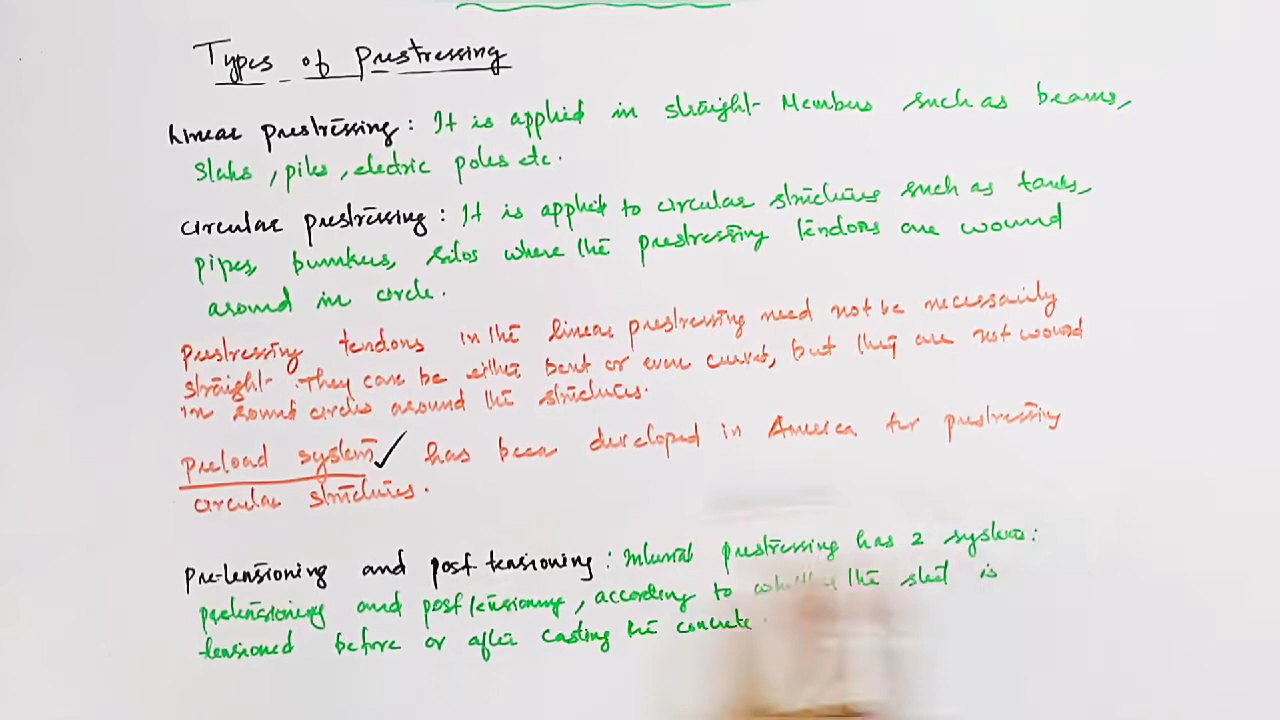 Types of Prestressing
Linear prestressing : It is applied in straight Members such as beams,
Slabs, piles, electric poles etc.
Circular prestressing : It is applied to circular structures such as tanks,
pipes, bunkers, silos where the prestressing tendons are wound
around in circle.
Prestressing tendons in the linear prestressing need not be necessarily
straight. They can be either bent or even curved, but they are not wound
in round circles around the structures.
Preload system ✓ has been developed in America for prestressing
circular structures.
Pre-tensioning and post tensioning : Internal prestressing has 2 systems:
pretensioning and post tensioning, according to whether the steel is
tensioned before or after casting the concrete.